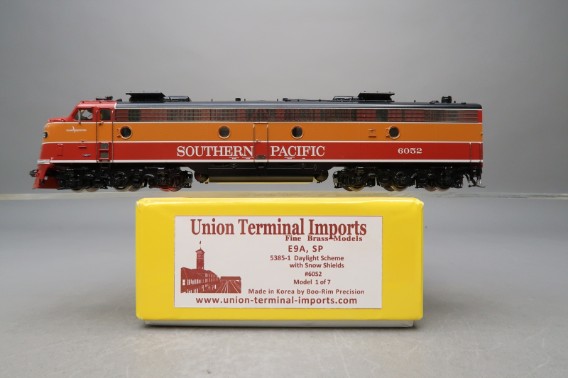 SOUTHERN PACIFIC 6052
Union Terminal Imports
Fine Brass Models
E9A, SP
5385-1 Daylight Scheme
with Snow Shields
#6052
Model 1 of 7
Made in Korea by Boo-Rim Precision
www.union-terminal-imports.com